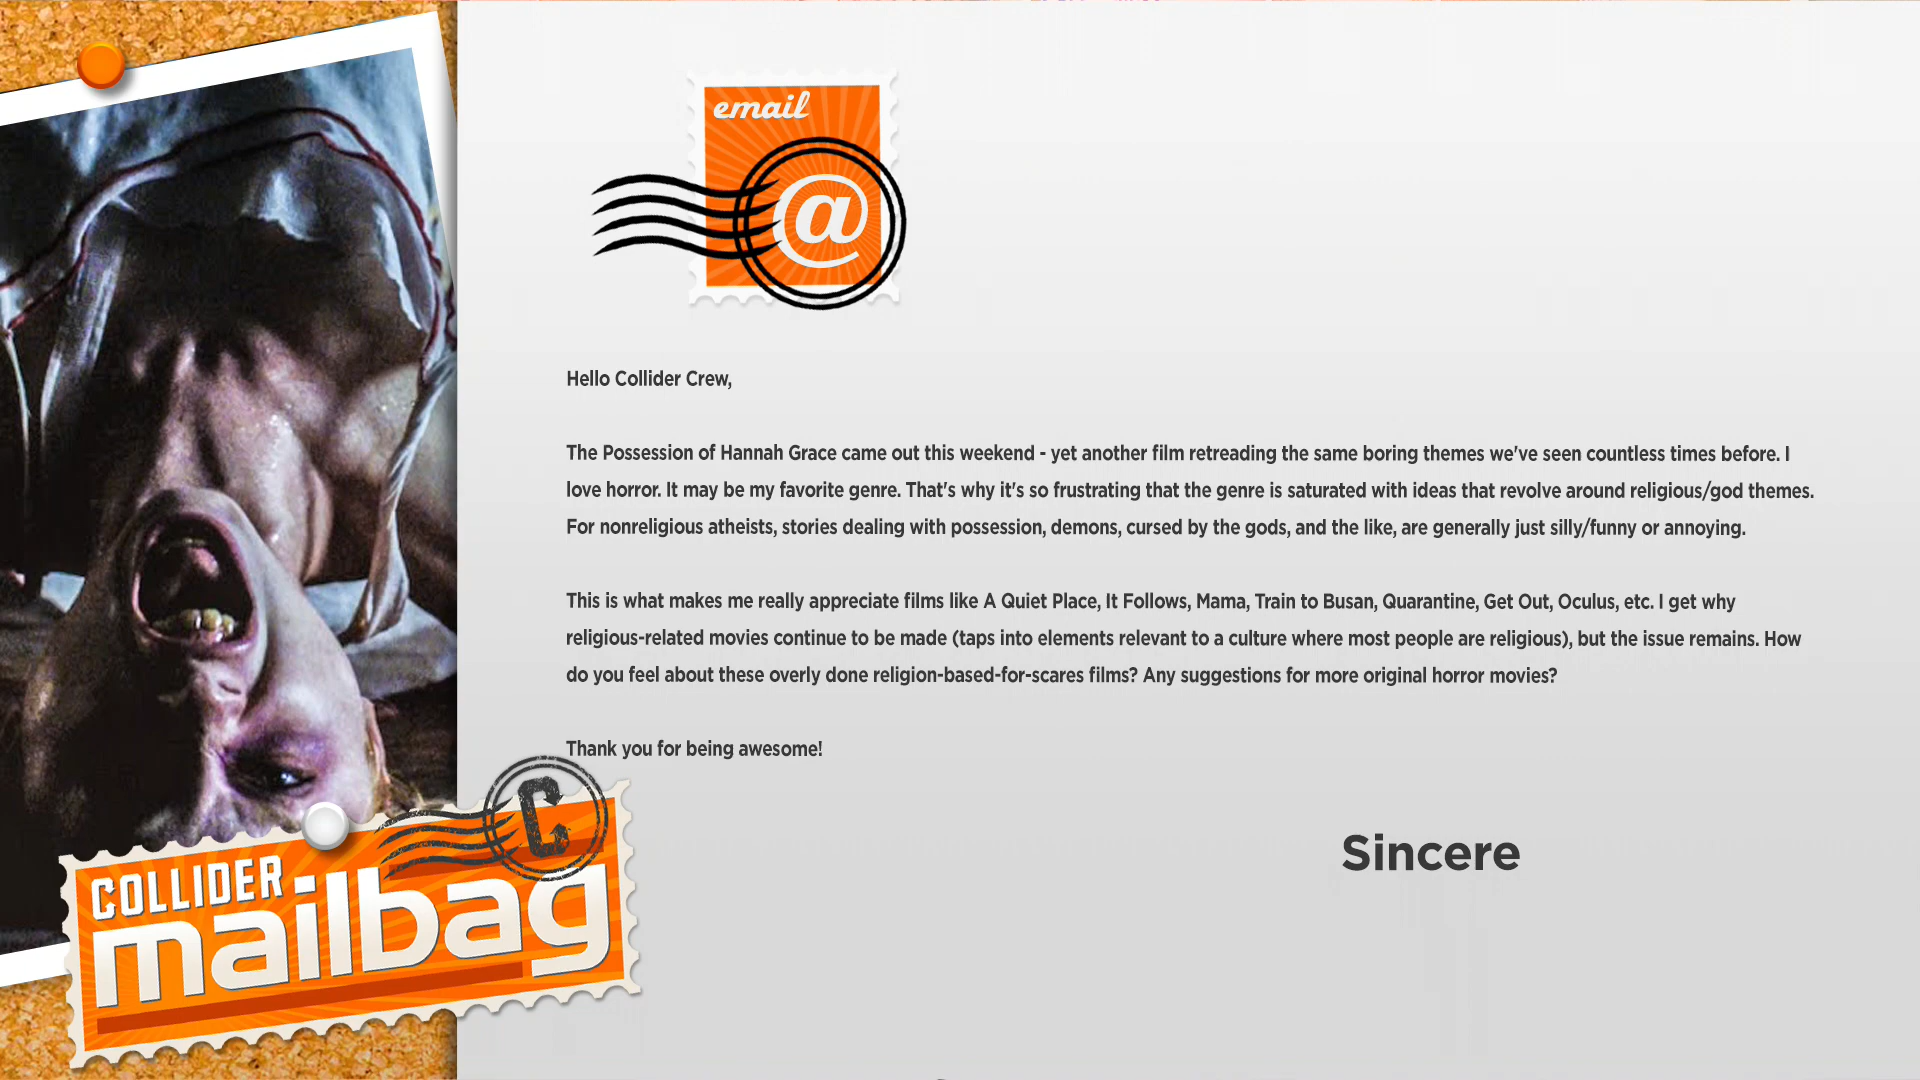 email
@
Hello Collider Crew,
The Possession of Hannah Grace came out this weekend - yet another film retreading the same boring themes we've seen countless times before. I
love horror. It may be my favorite genre. That's why it's so frustrating that the genre is saturated with ideas that revolve around religious/god themes.
For nonreligious atheists, stories dealing with possession, demons, cursed by the gods, and the like, are generally just silly/funny or annoying.
This is what makes me really appreciate films like A Quiet Place, It Follows, Mama, Train to Busan, Quarantine, Get Out, Oculus, etc. I get why
religious-related movies continue to be made (taps into elements relevant to a culture where most people are religious), but the issue remains. How
do you feel about these overly done religion-based-for-scares films? Any suggestions for more original horror movies?
Thank you for being awesome!
Sincere
C
COLLIDER
mailbag